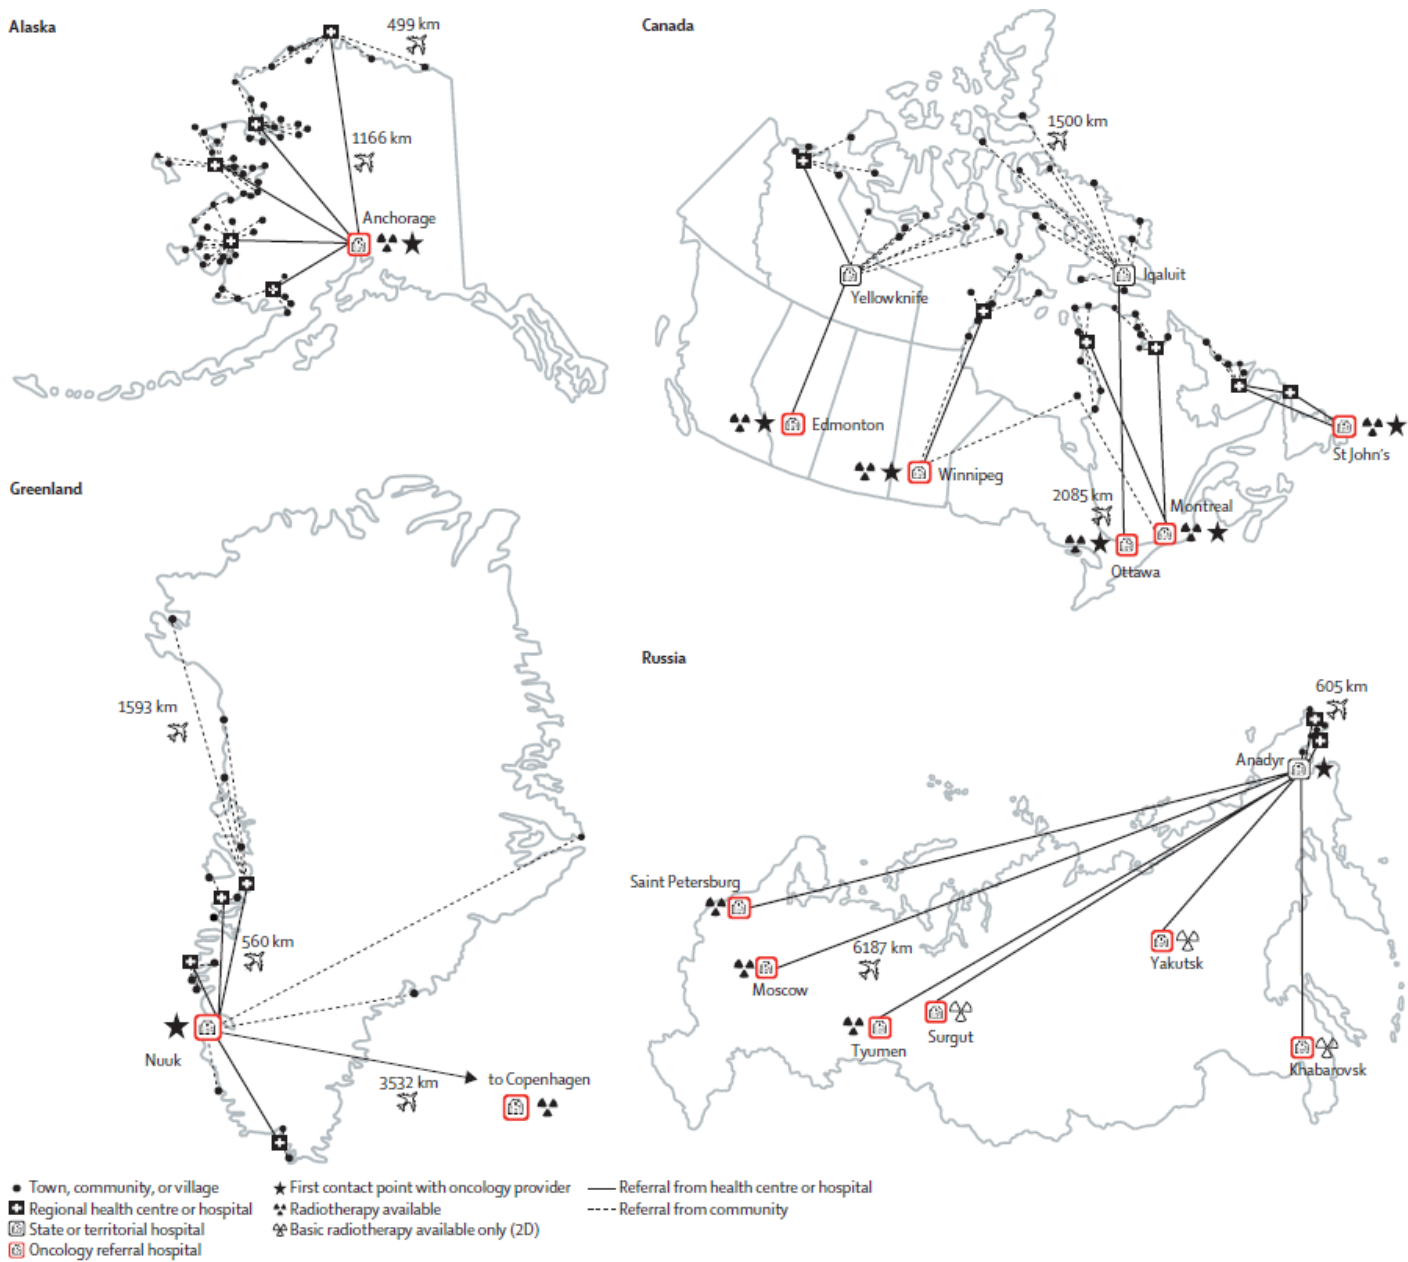 Alaska
499 km
1166 km
Anchorage
Canada
1500 km
Iqaluit
Yellowknife
Edmonton
Winnipeg
St John's
2085 km
Montreal
Ottawa
Greenland
1593 km
560 km
Nuuk
3532 km
to Copenhagen
Russia
605 km
Anadyr
Saint Petersburg
6187 km
Moscow
Yakutsk
Surgut
Tyumen
Khabarovsk
Town, community, or village
Regional health centre or hospital
State or territorial hospital
Oncology referral hospital
First contact point with oncology provider
Radiotherapy available
Basic radiotherapy available only (2D)
Referral from health centre or hospital
Referral from community